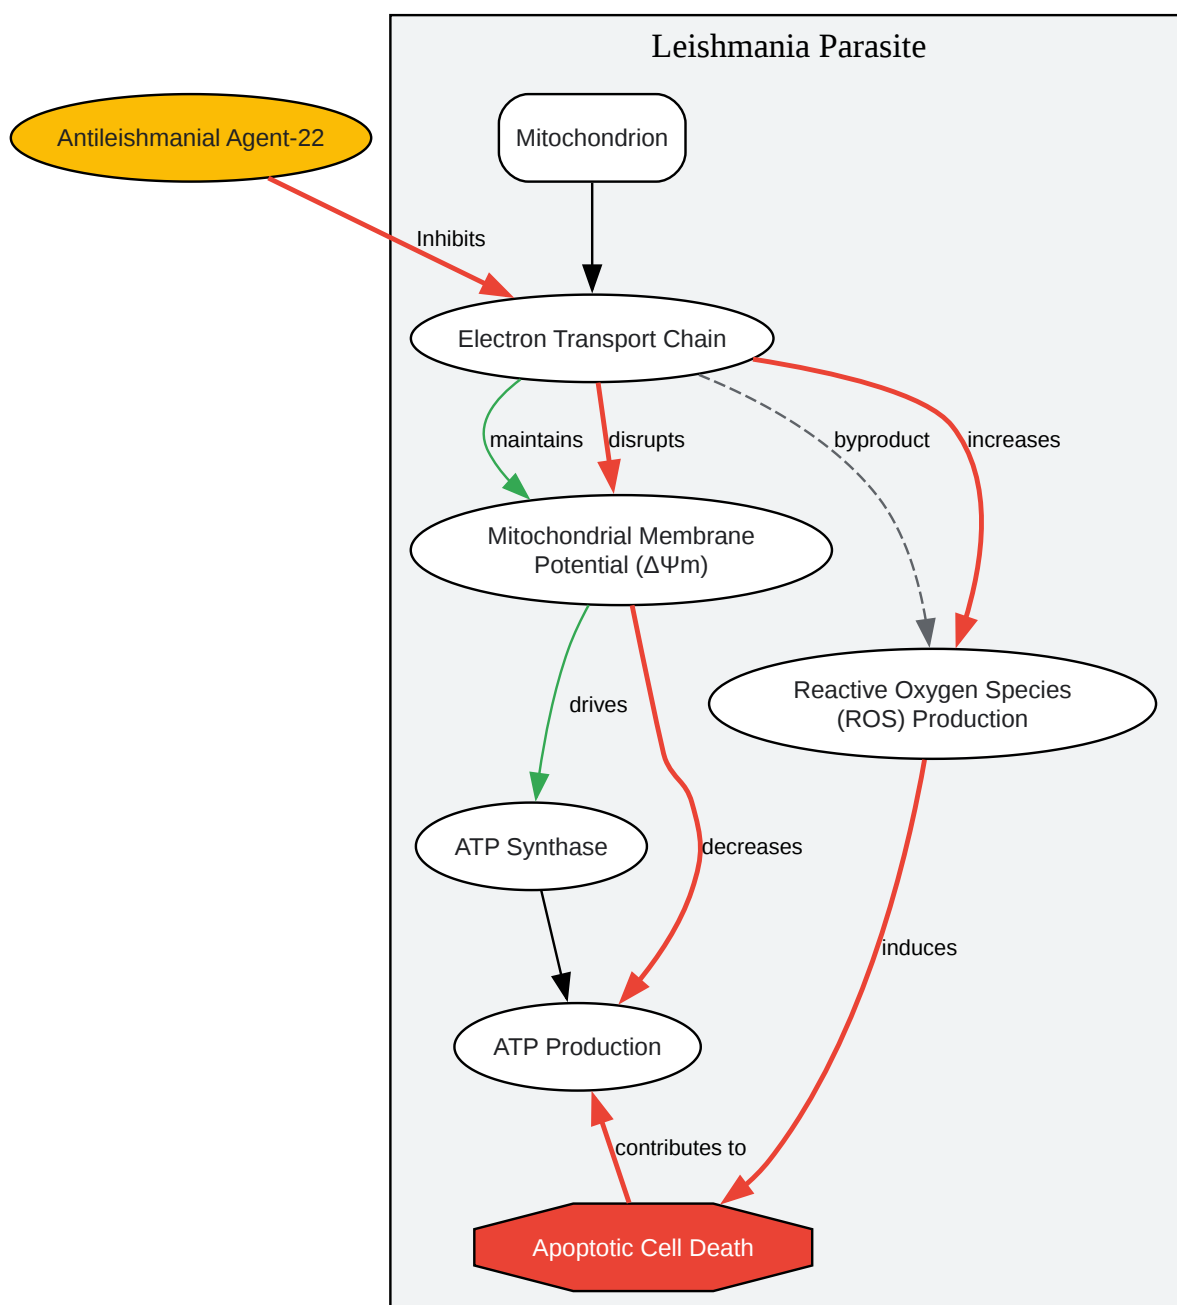 Leishmania Parasite
Antileishmanial Agent-22
Mitochondrion
Inhibits
Electron Transport Chain
maintains
disrupts
byproduct
increases
Mitochondrial Membrane
Potential (ΔΨm)
drives
Reactive Oxygen Species
(ROS) Production
ATP Synthase
decreases
induces
ATP Production
contributes to
Apoptotic Cell Death